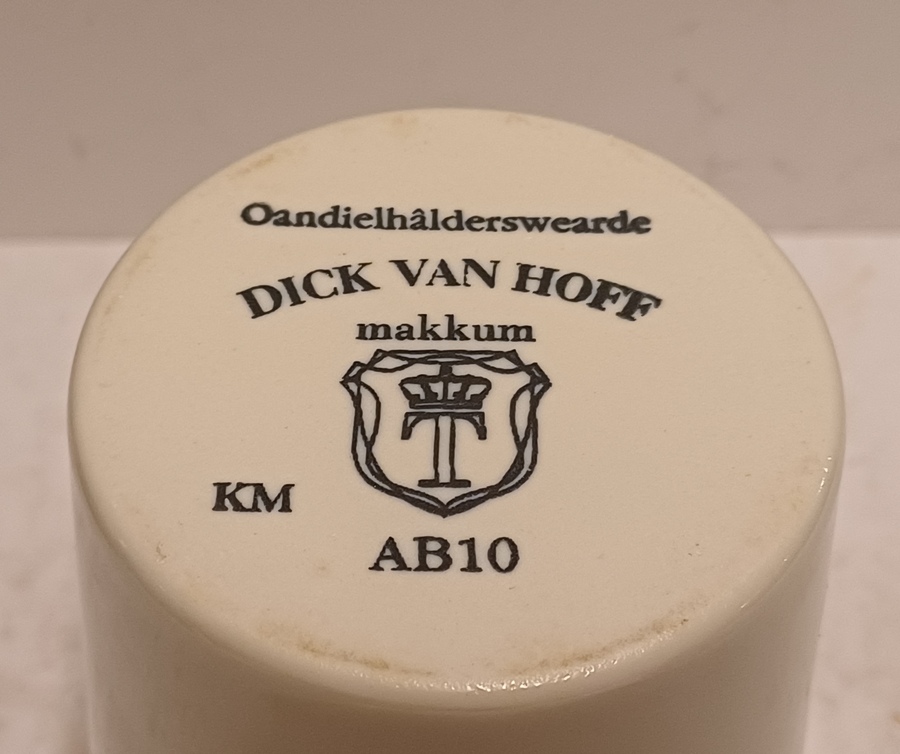 Oandielhâlderswearde
DICK VAN HOFF
makkum
T
KM
AB10